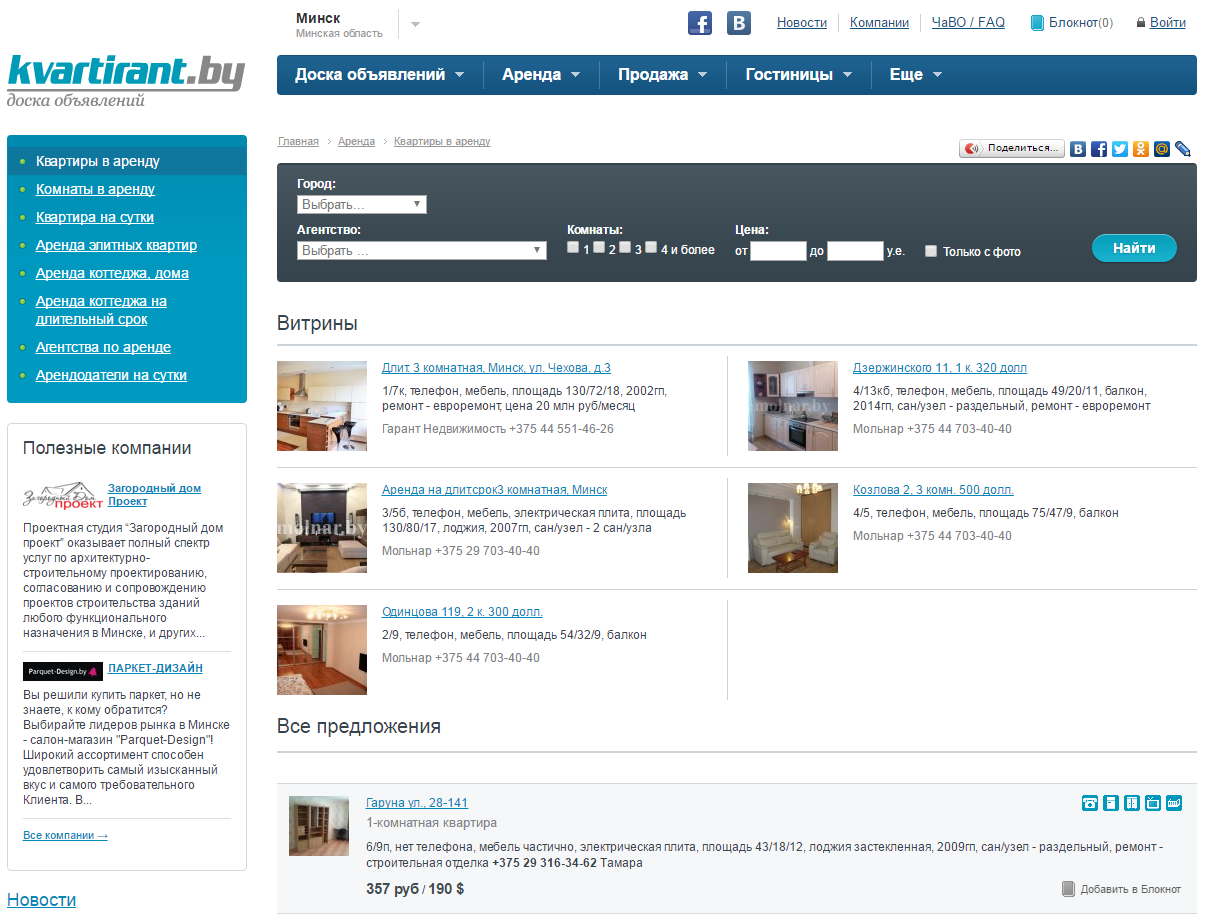 Минск
Минская область
Новости
Компании
ЧаВО / FAQ
Блокнот(0)
Войти
kvartirant.by
доска объявлений
Доска объявлений
Аренда
Продажа
Гостиницы
Еще
Квартиры в аренду
Комнаты в аренду
Квартира на сутки
Аренда элитных квартир
Аренда коттеджа, дома
Аренда коттеджа на
длительный срок
Агентства по аренде
Арендодатели на сутки
Полезные компании
Загородный Дом
проект
Загородный дом
Проект
Проектная студия “Загородный дом
проект” оказывает полный спектр
услуг по архитектурно-
строительному проектированию,
согласованию и сопровождению
проектов строительства зданий
любого функционального
назначения в Минске, и других...
Parquet-Design.by
ПАРКЕТ-ДИЗАЙН
Вы решили купить паркет, но не
знаете, к кому обратится?
Выбирайте лидеров рынка в Минске
- салон-магазин "Parquet-Design"!
Широкий ассортимент способен
удовлетворить самый изысканный
вкус и самого требовательного
Клиента. В...
Все компании →
Новости
Главная
Аренда
Квартиры в аренду
Поделиться...
Город:
Выбрать...
Агентство:
Выбрать ...
Комнаты:
1 2 3 4 и более
Цена:
от до у.е.
Только с фото
Найти
Витрины
Длит. 3 комнатная, Минск, ул. Чехова, д.3
1/7к, телефон, мебель, площадь 130/72/18, 2002гп,
ремонт - евроремонт, цена 20 млн руб/месяц
Гарант Недвижимость +375 44 551-46-26
molnar.by
Дзержинского 11, 1 к. 320 долл
4/13кб, телефон, мебель, площадь 49/20/11, балкон,
2014гп, сан/узел - раздельный, ремонт - евроремонт
Мольнар +375 44 703-40-40
molnar.by
Аренда на длитсрок3 комнатная, Минск
3/5б, телефон, мебель, электрическая плита, площадь
130/80/17, лоджия, 2007гп, сан/узел - 2 сан/узла
Мольнар +375 29 703-40-40
Козлова 2, 3 комн. 500 долл.
4/5, телефон, мебель, площадь 75/47/9, балкон
Мольнар +375 44 703-40-40
Одинцова 119, 2 к. 300 долл.
2/9, телефон, мебель, площадь 54/32/9, балкон
Мольнар +375 44 703-40-40
Все предложения
Гаруна ул., 28-141
1-комнатная квартира
6/9п, нет телефона, мебель частично, электрическая плита, площадь 43/18/12, лоджия застекленная, 2009гп, сан/узел - раздельный, ремонт -
строительная отделка +375 29 316-34-62 Тамара
357 руб / 190 $
Добавить в Блокнот